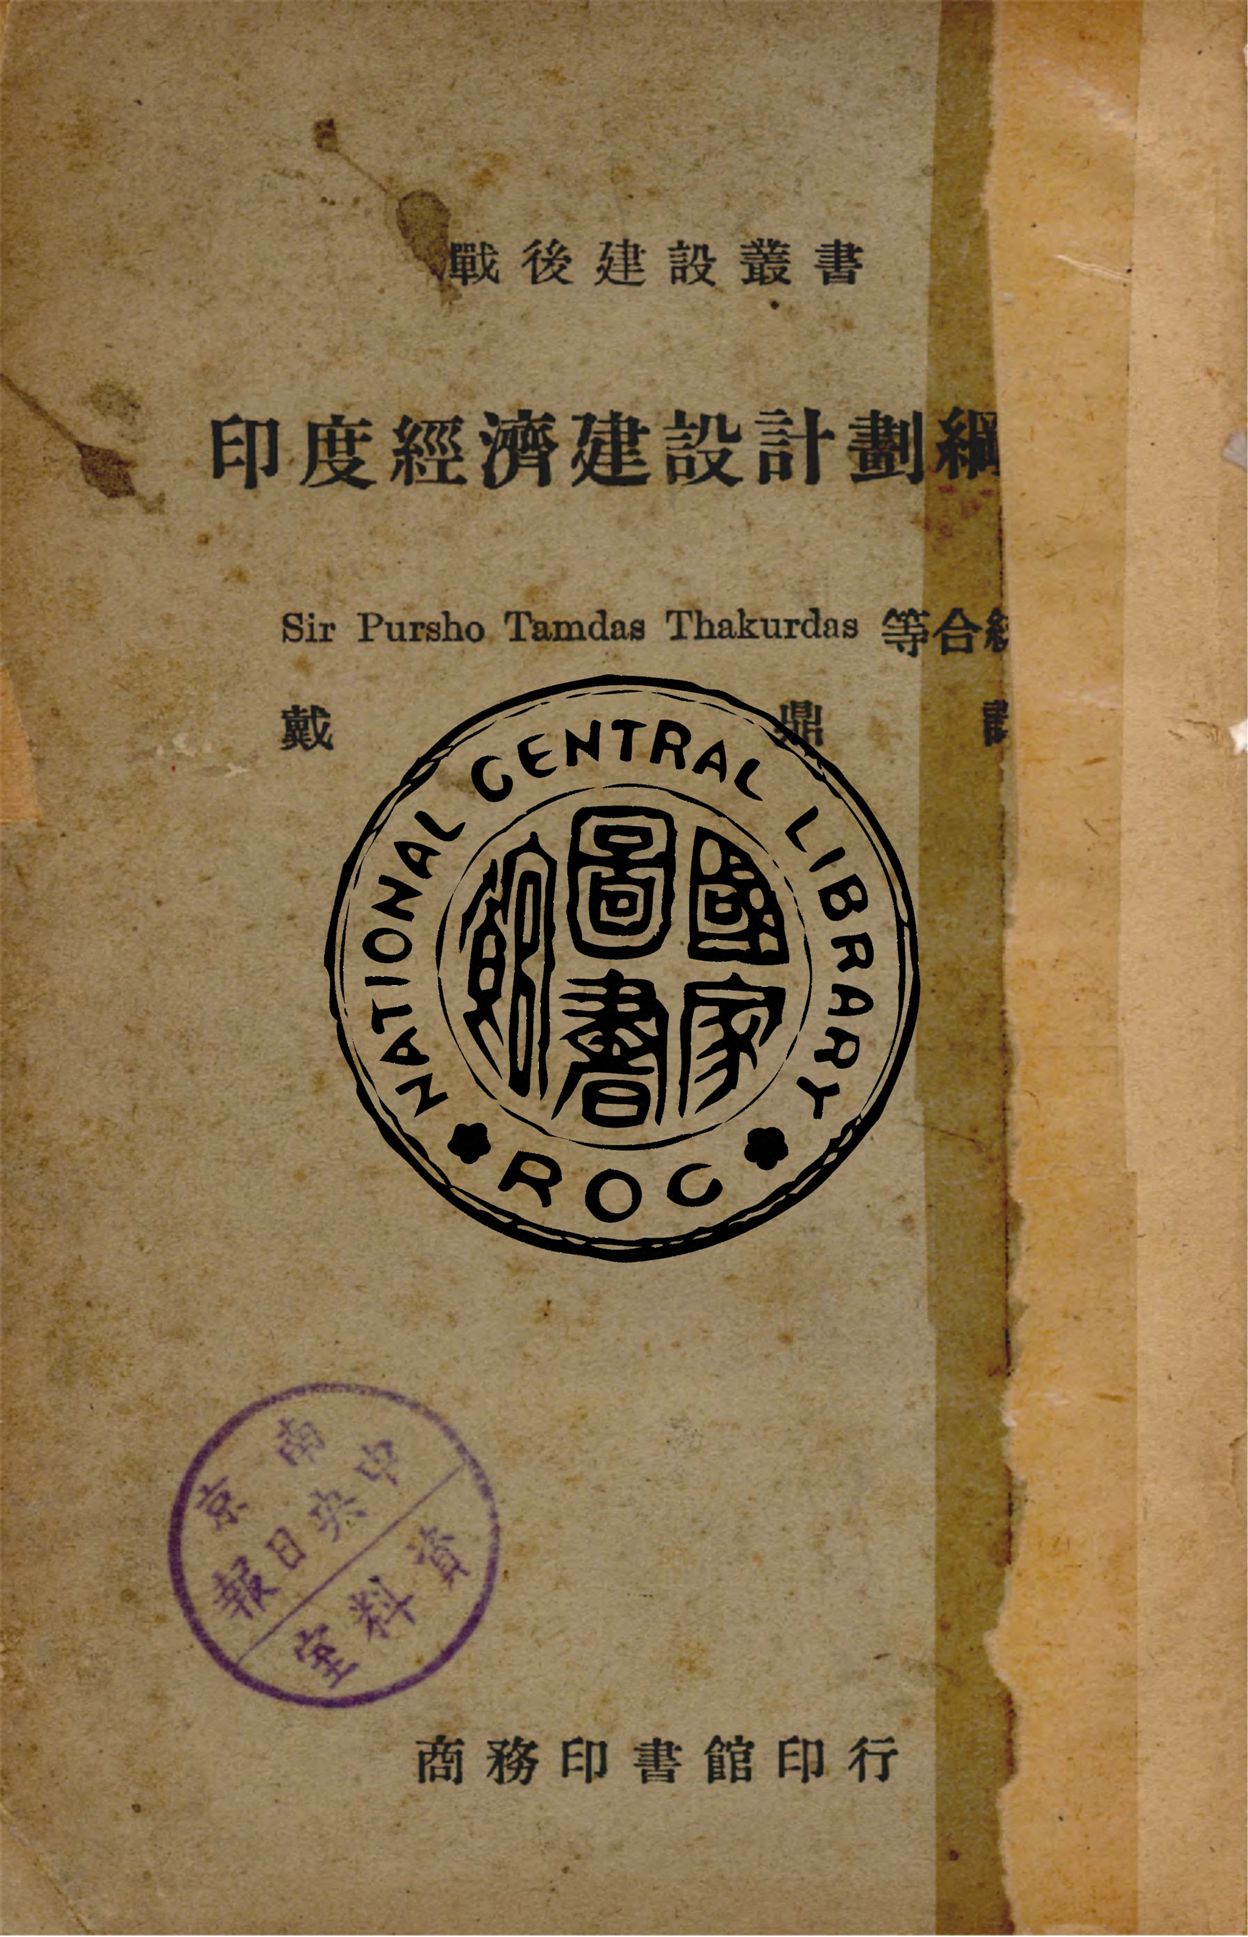 戰後建設叢書
印度經濟建設計劃綱
Sir Pursho Tamdas Thakurdas 等合
戴 鼎
NATIONAL CENTRAL LIBRARY
國家圖書館
ROC
南京
中央日報
資料室
商務印書館印行